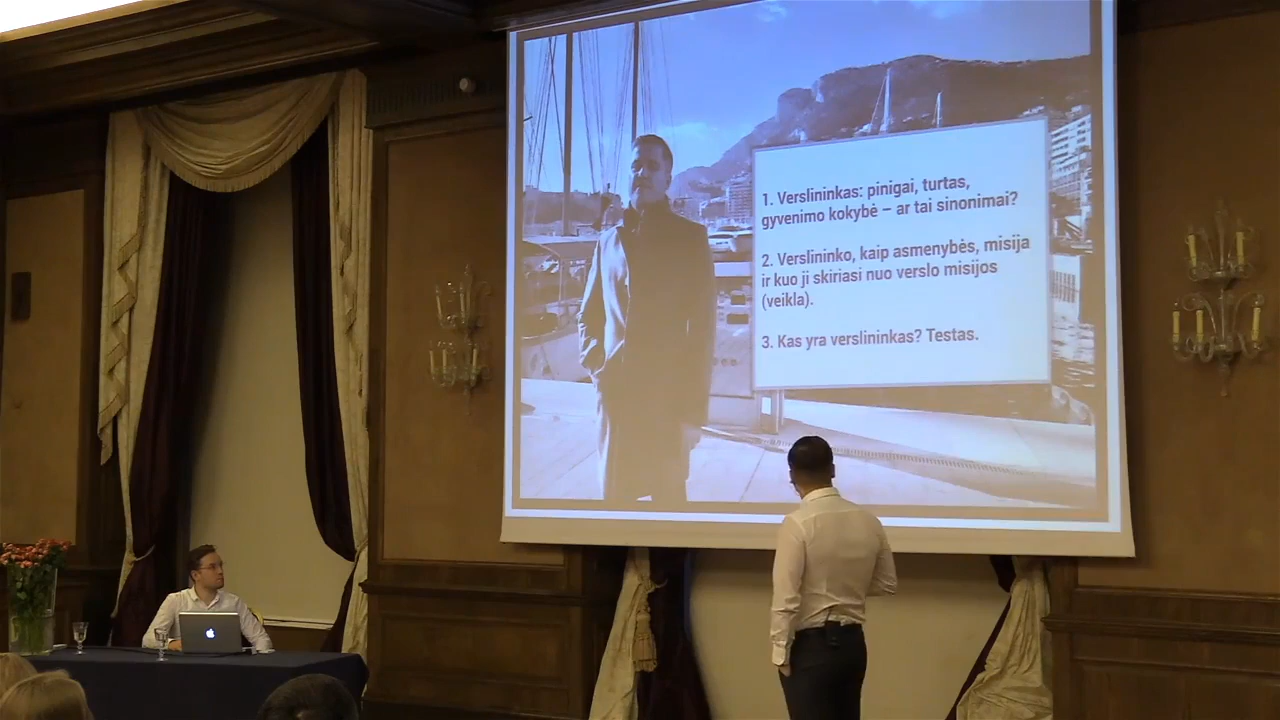 1. Verslininkas: pinigai, turtas,
gyvenimo kokybė – ar tai sinonimai?
2. Verslininko, kaip asmenybės, misija
ir kuo ji skiriasi nuo verslo misijos
(veikla).
3. Kas yra verslininkas? Testas.